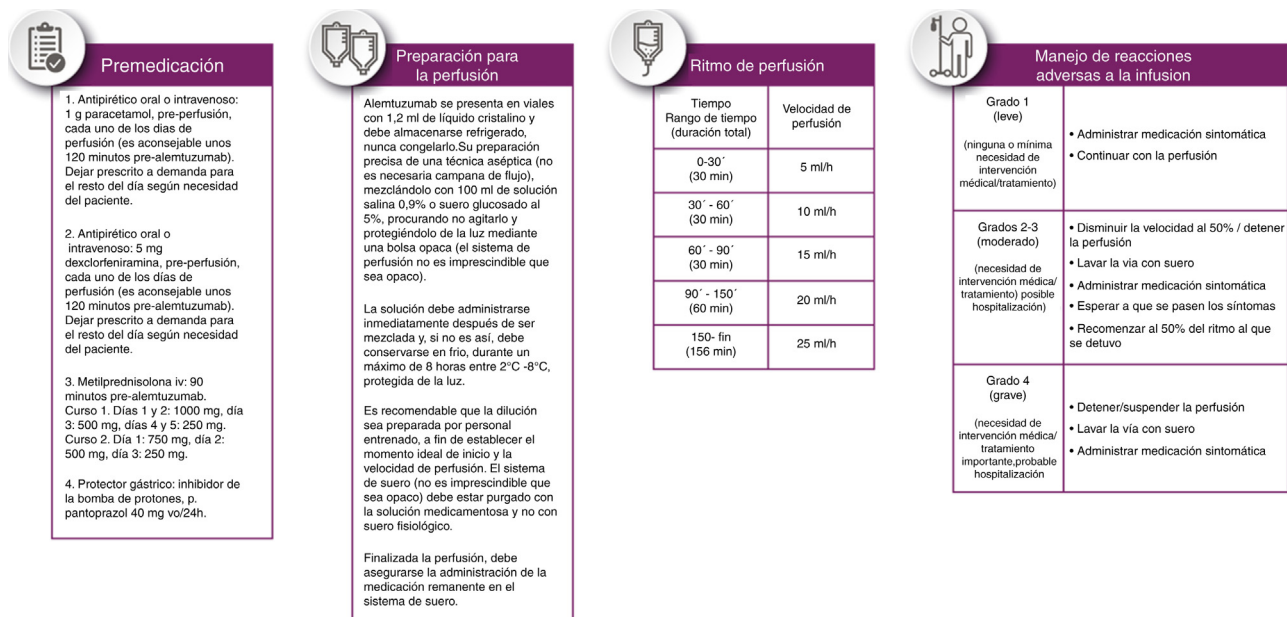 Premedicación
1. Antipirético oral o intravenoso:
1 g paracetamol, pre-perfusión,
cada uno de los dias de
perfusión (es aconsejable unos
120 minutos pre-alemtuzumab).
Dejar prescrito a demanda para
el resto del día según necesidad
del paciente.
2. Antipirético oral o
intravenoso: 5 mg
dexclorfeniramina, pre-perfusión,
cada uno de los días de
perfusión (es aconsejable unos
120 minutos pre-alemtuzumab).
Dejar prescrito a demanda para
el resto del día según necesidad
del paciente.
3. Metilprednisolona iv: 90
minutos pre-alemtuzumab.
Curso 1. Días 1 y 2: 1000 mg, día
3: 500 mg, días 4 y 5: 250 mg.
Curso 2. Día 1: 750 mg, día 2:
500 mg, día 3: 250 mg.
4. Protector gástrico: inhibidor de
la bomba de protones, p.
pantoprazol 40 mg vo/24h.
Preparación para
la perfusión
Alemtuzumab se presenta en viales
con 1,2 ml de líquido cristalino y
debe almacenarse refrigerado,
nunca congelarlo.Su preparación
precisa de una técnica aséptica (no
es necesaria campana de flujo),
mezclándolo con 100 ml de solución
salina 0,9% o suero glucosado al
5%, procurando no agitarlo y
protegiéndolo de la luz mediante
una bolsa opaca (el sistema de
perfusión no es imprescindible que
sea opaco).
La solución debe administrarse
inmediatamente después de ser
mezclada y, si no es así, debe
conservarse en frio, durante un
máximo de 8 horas entre 2°C -8°C,
protegida de la luz.
Es recomendable que la dilución
sea preparada por personal
entrenado, a fin de establecer el
momento ideal de inicio y la
velocidad de perfusión. El sistema
de suero (no es imprescindible que
sea opaco) debe estar purgado con
la solución medicamentosa y no con
suero fisiológico.
Finalizada la perfusión, debe
asegurarse la administración de la
medicación remanente en el
sistema de suero.
Ritmo de perfusión
Tiempo
Rango de tiempo
(duración total)
Velocidad de
perfusión
0-30´
(30 min)
5 ml/h
30´ - 60´
(30 min)
10 ml/h
60´ - 90´
(30 min)
15 ml/h
90´ - 150´
(60 min)
20 ml/h
150- fin
(156 min)
25 ml/h
Manejo de reacciones
adversas a la infusion
Grado 1
(leve)
(ninguna o mínima
necesidad de
intervención
médical/tratamiento)
• Administrar medicación sintomática
• Continuar con la perfusión
Grados 2-3
(moderado)
(necesidad de
intervención médica/
tratamiento) posible
hospitalización)
• Disminuir la velocidad al 50% / detener
la perfusión
• Lavar la via con suero
• Administrar medicación sintomática
• Esperar a que se pasen los síntomas
• Recomenzar al 50% del ritmo al que
se detuvo
Grado 4
(grave)
(necesidad de
intervención médica/
tratamiento
importante,probable
hospitalización
• Detener/suspender la perfusión
• Lavar la vía con suero
• Administrar medicación sintomática